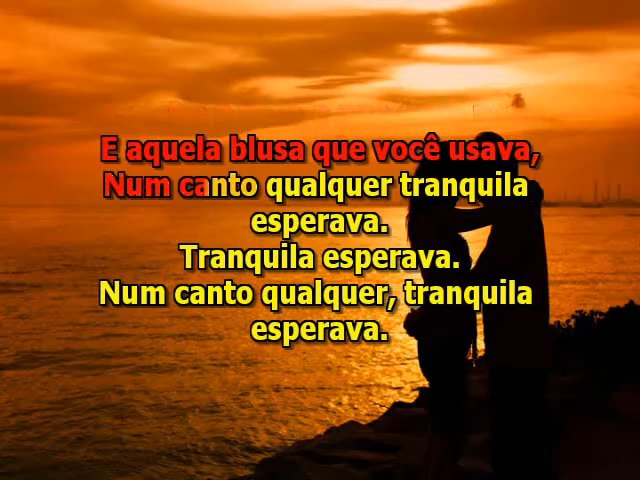 E aquela blusa que você usava,
Num canto qualquer tranquila
esperava.
Tranquila esperava.
Num canto qualquer, tranquila
esperava.